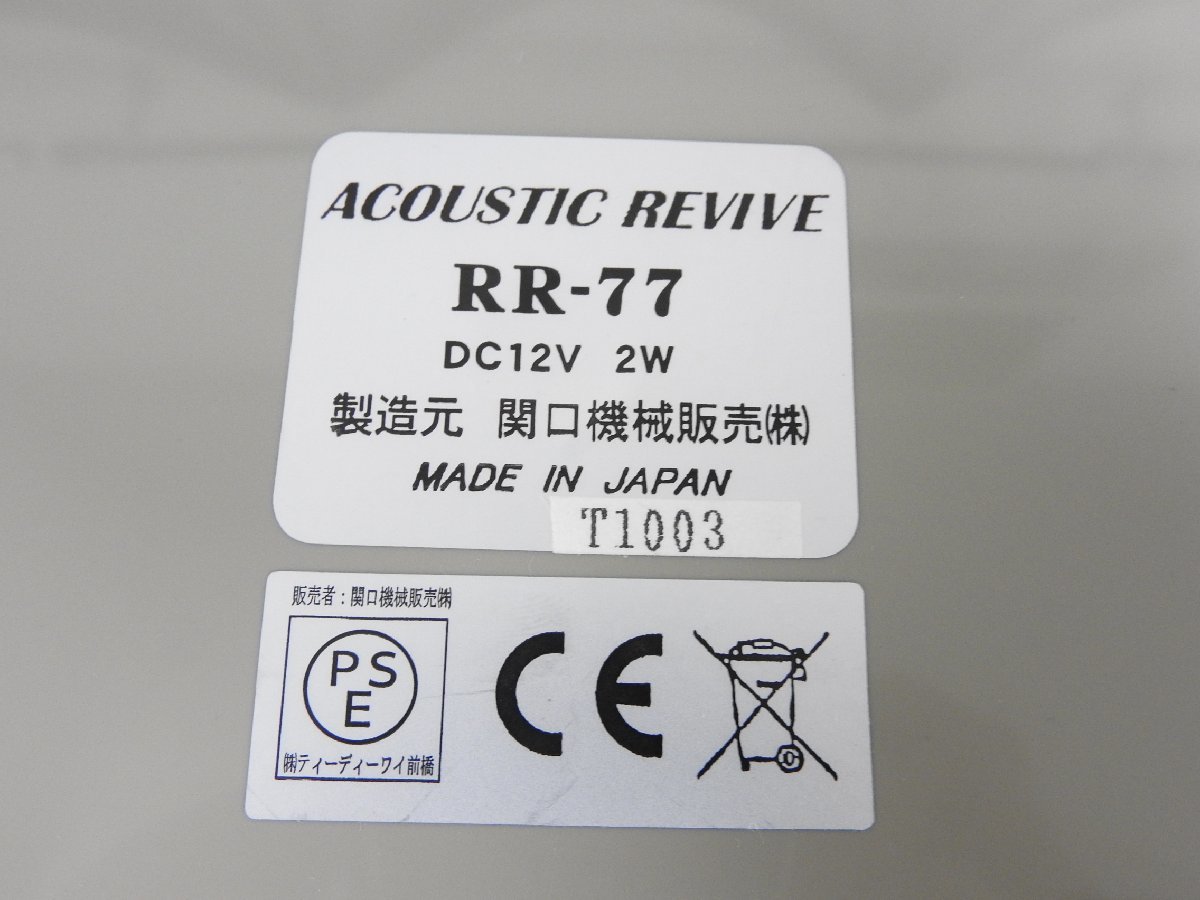 ACOUSTIC REVIVE
RR-77
DC12V 2W
製造元 関口機械販売㈱
MADE IN JAPAN
T1003
販売者：関口機械販売㈱
PS
E
㈱ティーディーワイ前橋
CE